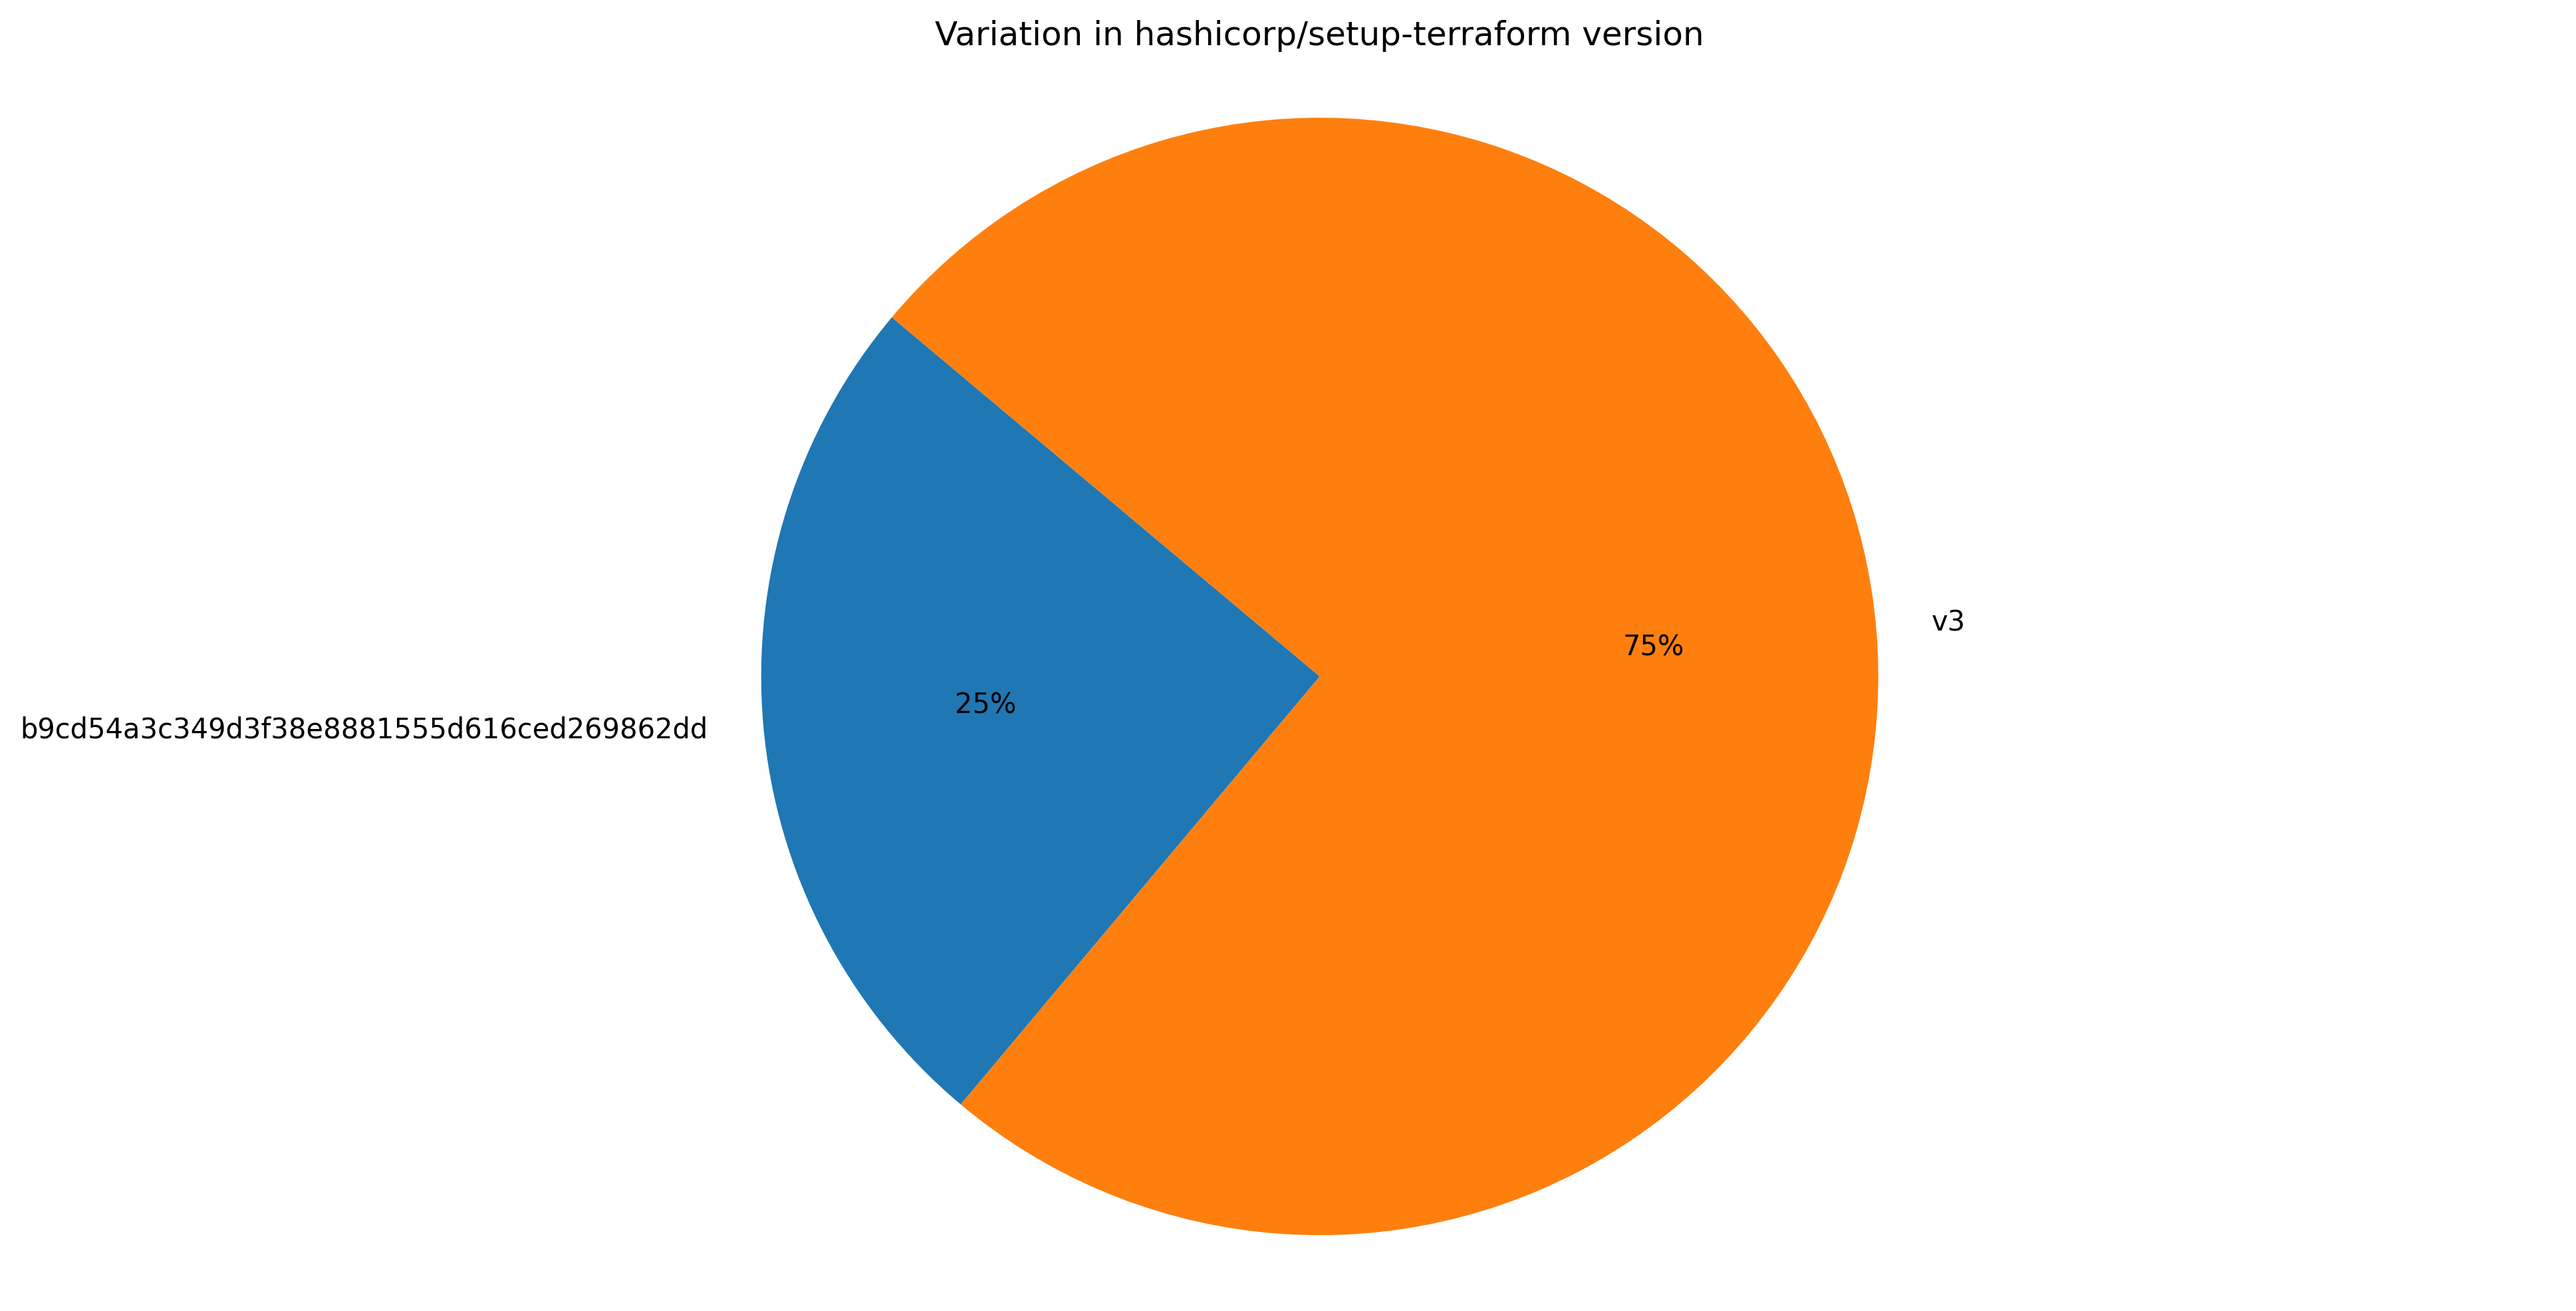 Variation in hashicorp/setup-terraform version
v3
75%
25%
b9cd54a3c349d3f38e8881555d616ced269862dd